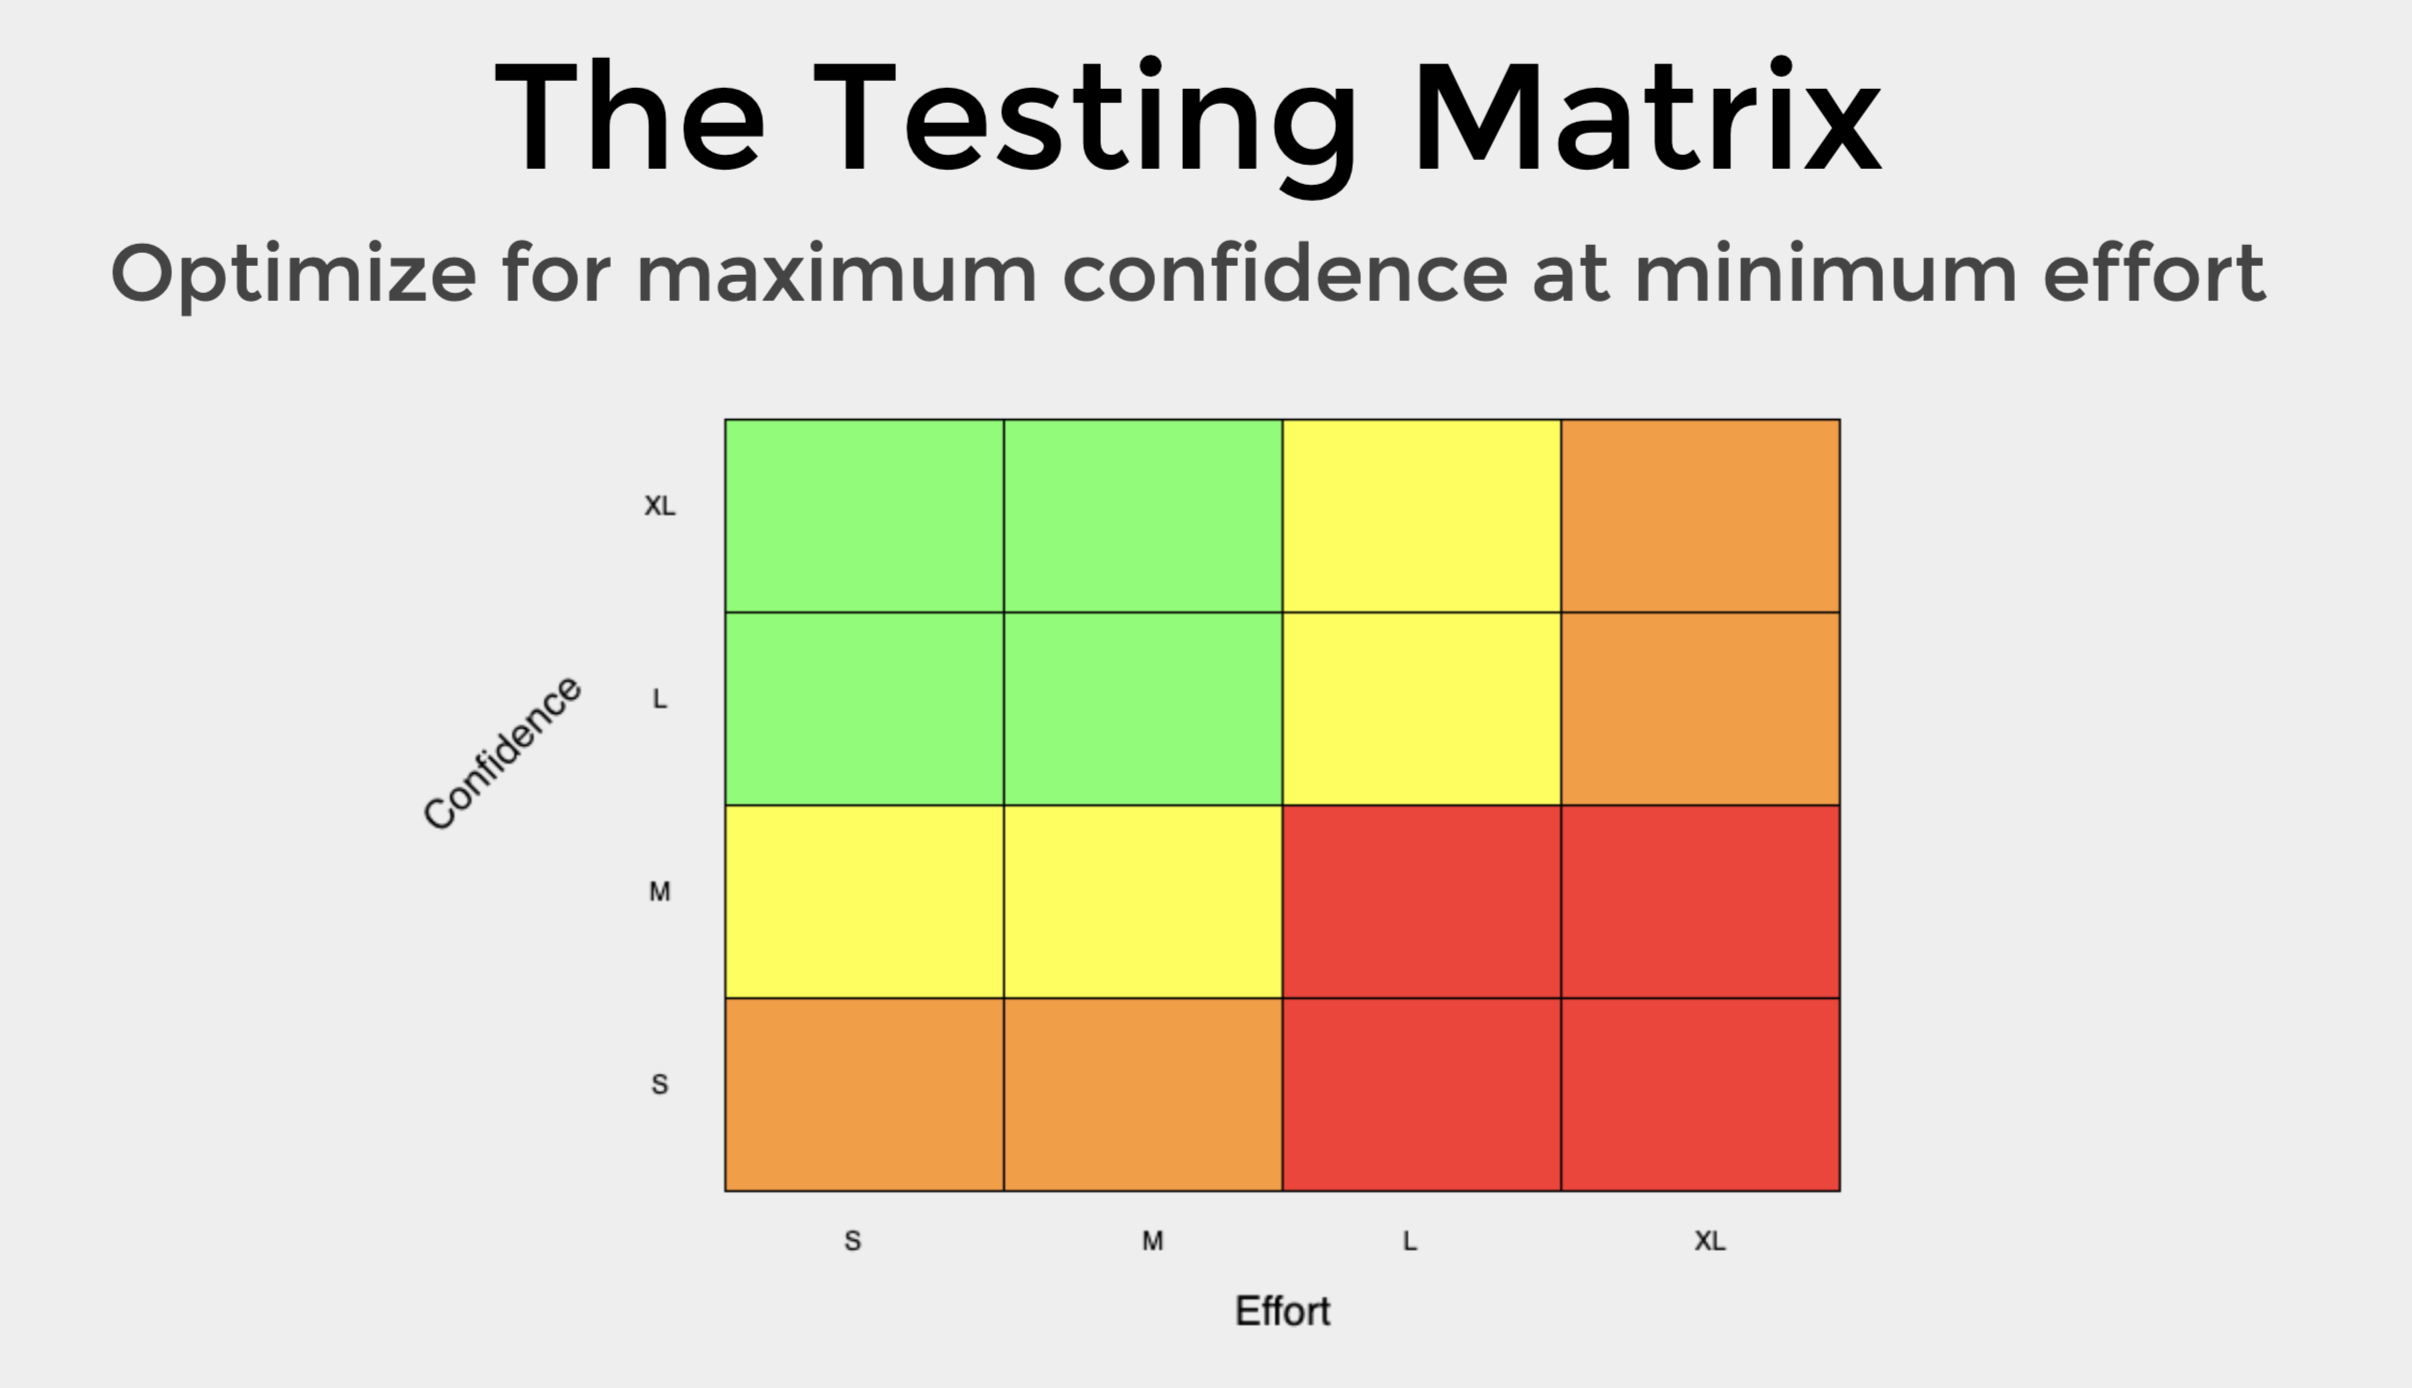 The Testing Matrix
Optimize for maximum confidence at minimum effort
XL
L
Confidence
M
S
S M L XL
Effort